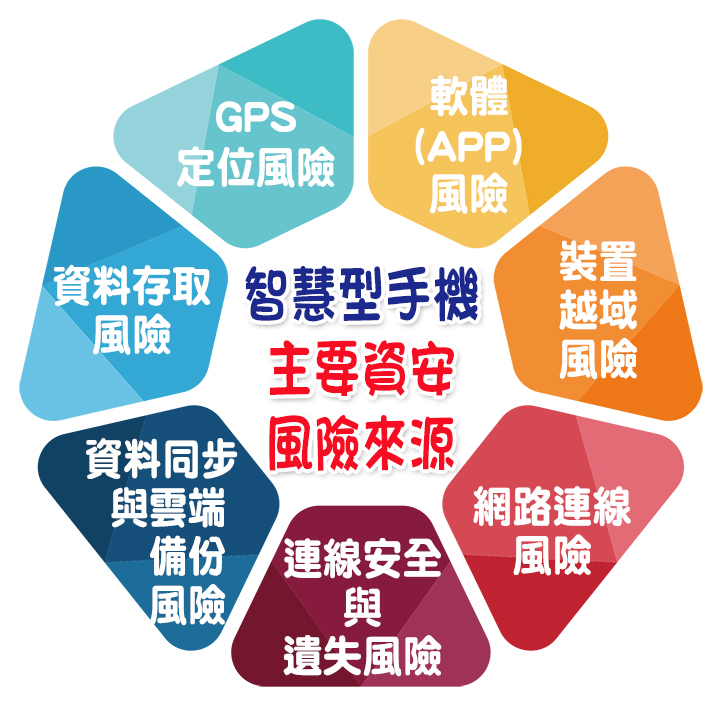 智慧型手機
主要資安
風險來源
GPS
定位風險
軟體
(APP)
風險
裝置
越域
風險
網路連線
風險
連線安全
與
遺失風險
資料同步
與雲端
備份
風險
資料存取
風險